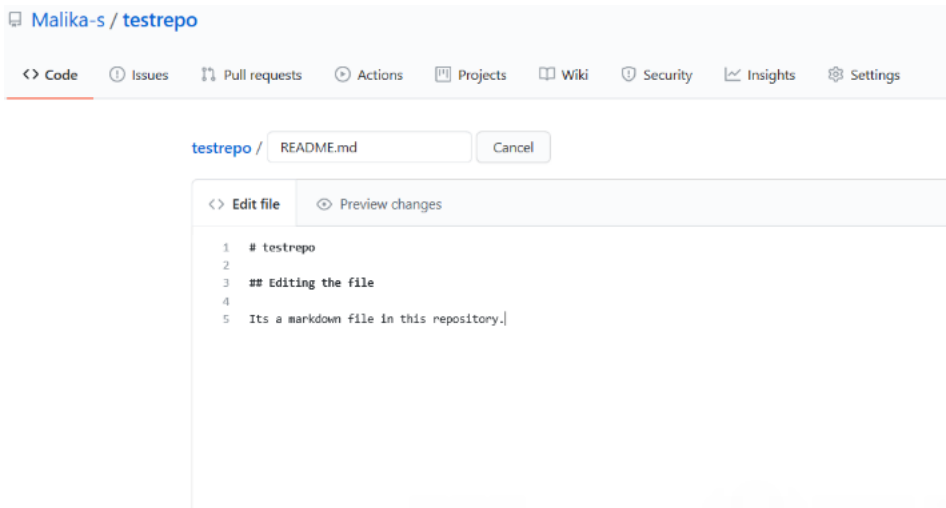 Malika-s / testrepo
<> Code Issues Pull requests Actions Projects Wiki Security Insights Settings
testrepo / README.md Cancel
<> Edit file Preview changes
1 # testrepo
2
3 ## Editing the file
4
5 Its a markdown file in this repository.